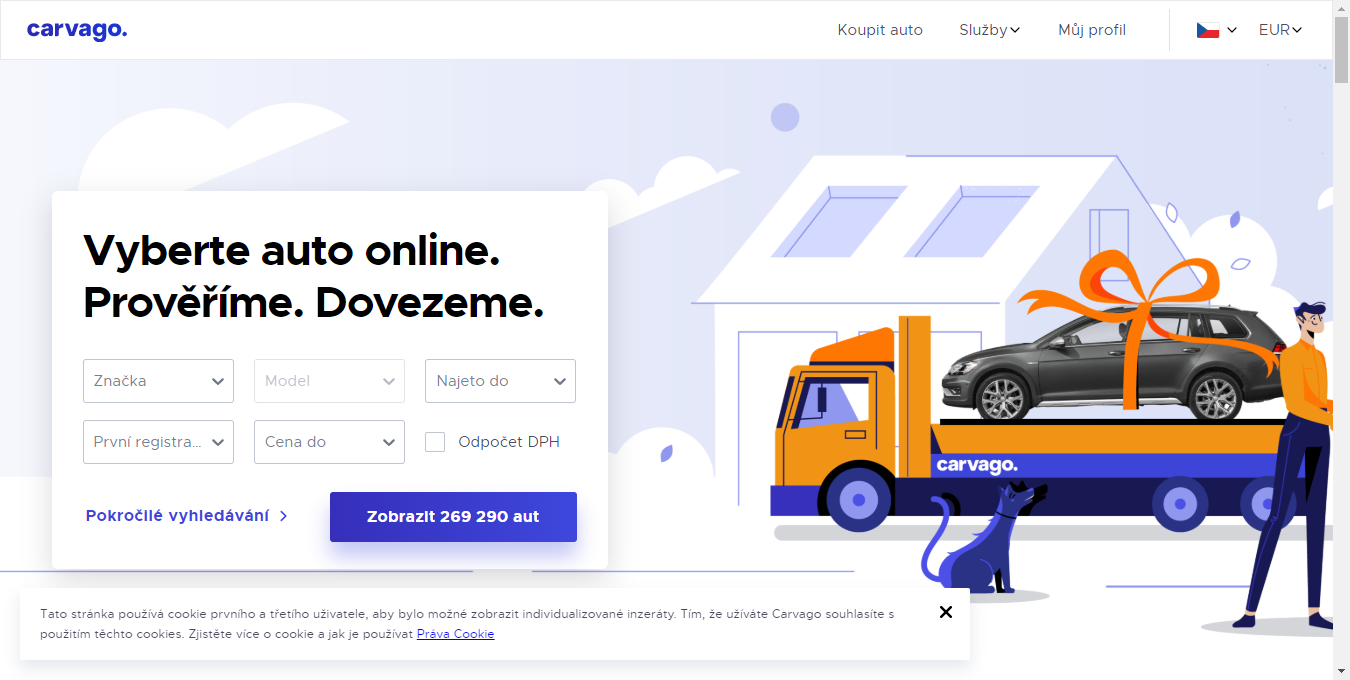 carvago.
Koupit auto
Služby
Můj profil
EUR
Vyberte auto online.
Prověříme. Dovezeme.
Značka
Model
Najeto do
První registra...
Cena do
Odpočet DPH
Pokročilé vyhledávání
Zobrazit 269 290 aut
carvago.
Tato stránka používá cookie prvního a třetího uživatele, aby bylo možné zobrazit individualizované inzeráty. Tím, že užíváte Carvago souhlasíte s
použitím těchto cookies. Zjistěte více o cookie a jak je používat Práva Cookie